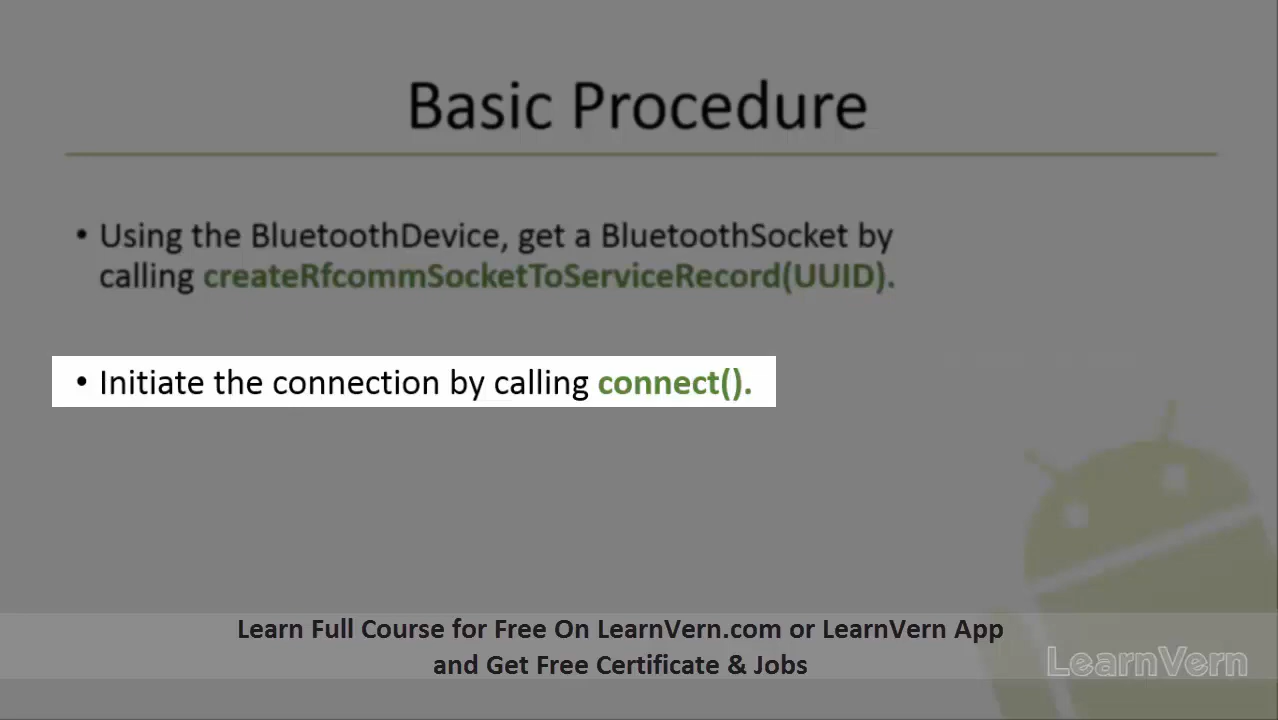 Basic Procedure
• Using the BluetoothDevice, get a BluetoothSocket by
calling createRfcommSocketToServiceRecord(UUID).
• Initiate the connection by calling connect().
Learn Full Course for Free On LearnVern.com or LearnVern App
and Get Free Certificate & Jobs
LearnVern